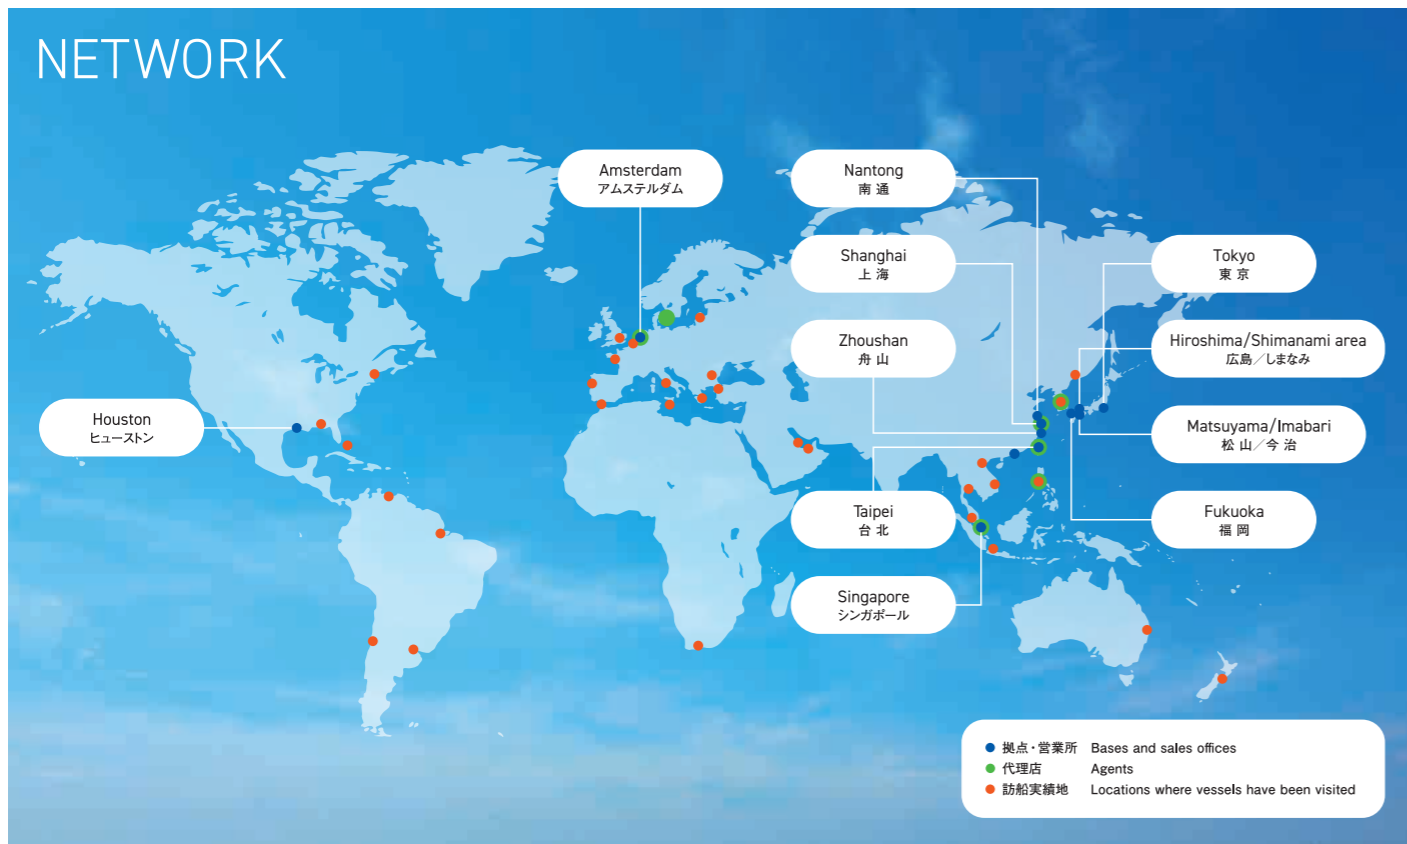 NETWORK
Amsterdam
アムステルダム
Nantong
南 通
Shanghai
上 海
Tokyo
東 京
Zhoushan
舟 山
Hiroshima/Shimanami area
広島／しまなみ
Houston
ヒューストン
Matsuyama/Imabari
松 山／今 治
Taipei
台 北
Fukuoka
福 岡
Singapore
シンガポール
拠点・営業所 Bases and sales offices
代理店 Agents
訪船実績地 Locations where vessels have been visited